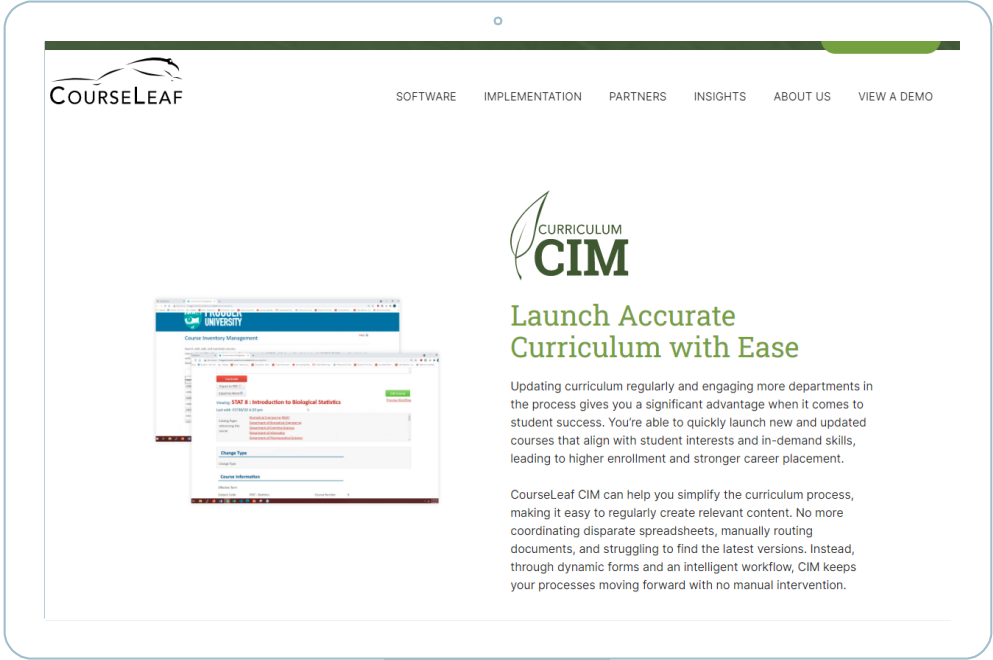 COURSELEAF
SOFTWARE IMPLEMENTATION PARTNERS INSIGHTS ABOUT US VIEW A DEMO
CURRICULUM
CIM
Launch Accurate
Curriculum with Ease
Updating curriculum regularly and engaging more departments in
the process gives you a significant advantage when it comes to
student success. You're able to quickly launch new and updated
courses that align with student interests and in-demand skills,
leading to higher enrollment and stronger career placement.
CourseLeaf CIM can help you simplify the curriculum process,
making it easy to regularly create relevant content. No more
coordinating disparate spreadsheets, manually routing
documents, and struggling to find the latest versions. Instead,
through dynamic forms and an intelligent workflow, CIM keeps
your processes moving forward with no manual intervention.
UNIVERSITY
Course Inventory Management
STAT 8 : Introduction to Biological Statistics
Change Type
Change Type
Course Information